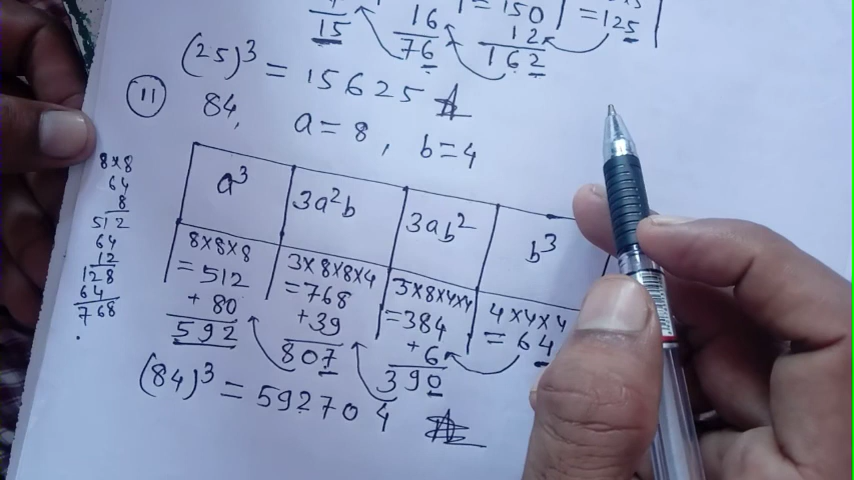 16 = 150 = 125
15 76 12
162
(25)³ = 15625
(11) 84, a = 8, b = 4
8×8
64
8
512
64
12
128
64
768
a³ 3a²b 3ab² b³
8×8×8 3×8×8×4 3×8×4×4 4×4×4
= 512 = 768 = 384 = 64
+ 80 + 39 + 6
592 807 390
(84)³ = 592704